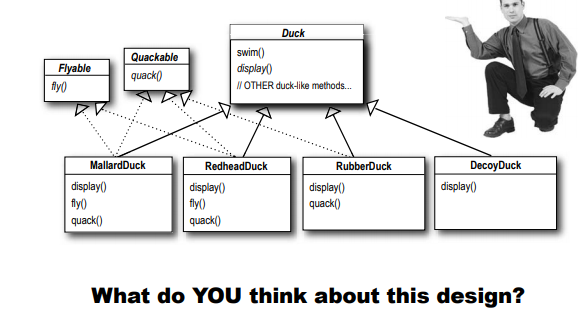 Duck
swim()
display()
// OTHER duck-like methods...
Quackable
quack()
Flyable
fly()
MallardDuck
display()
fly()
quack()
RedheadDuck
display()
fly()
quack()
RubberDuck
display()
quack()
DecoyDuck
display()
What do YOU think about this design?